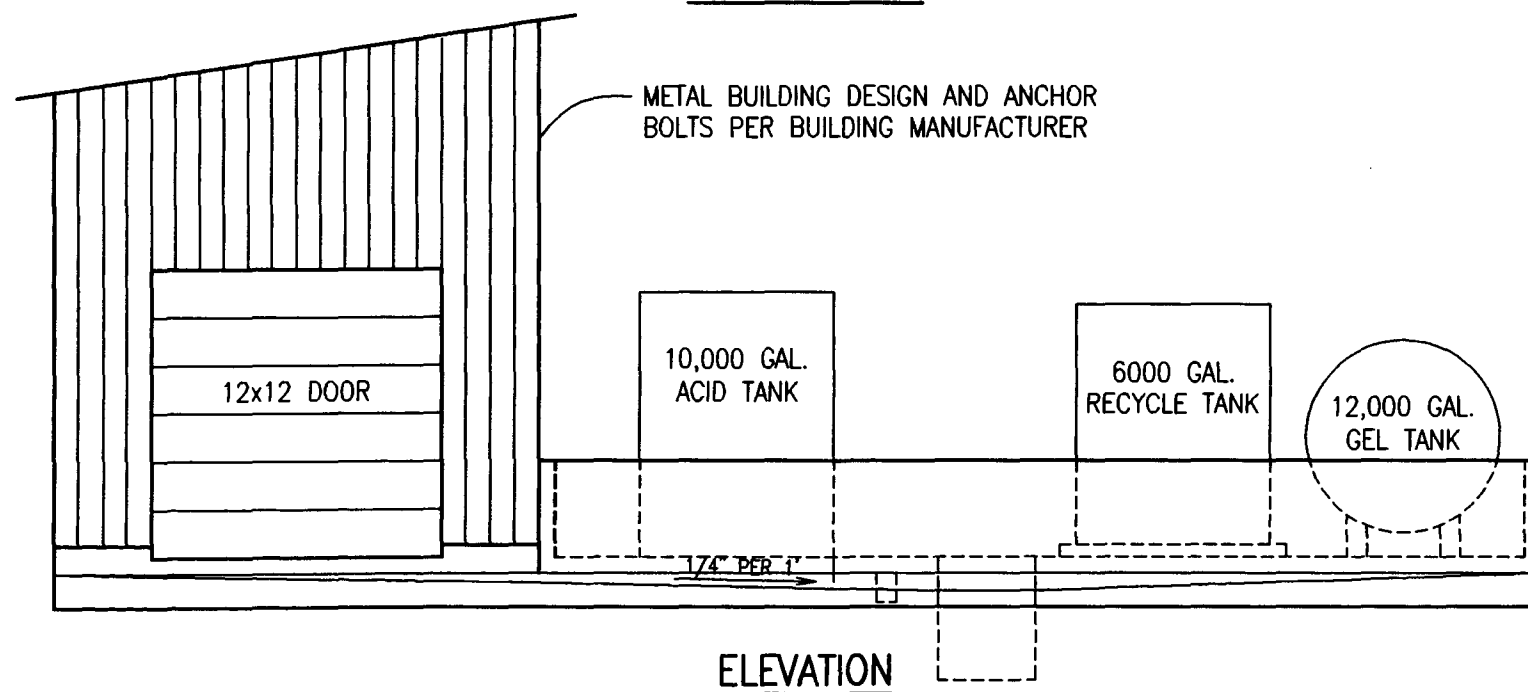 METAL BUILDING DESIGN AND ANCHOR
BOLTS PER BUILDING MANUFACTURER
10,000 GAL.
ACID TANK
6000 GAL.
RECYCLE TANK
12x12 DOOR
12,000 GAL.
GEL TANK
1/4" PER 1'
ELEVATION